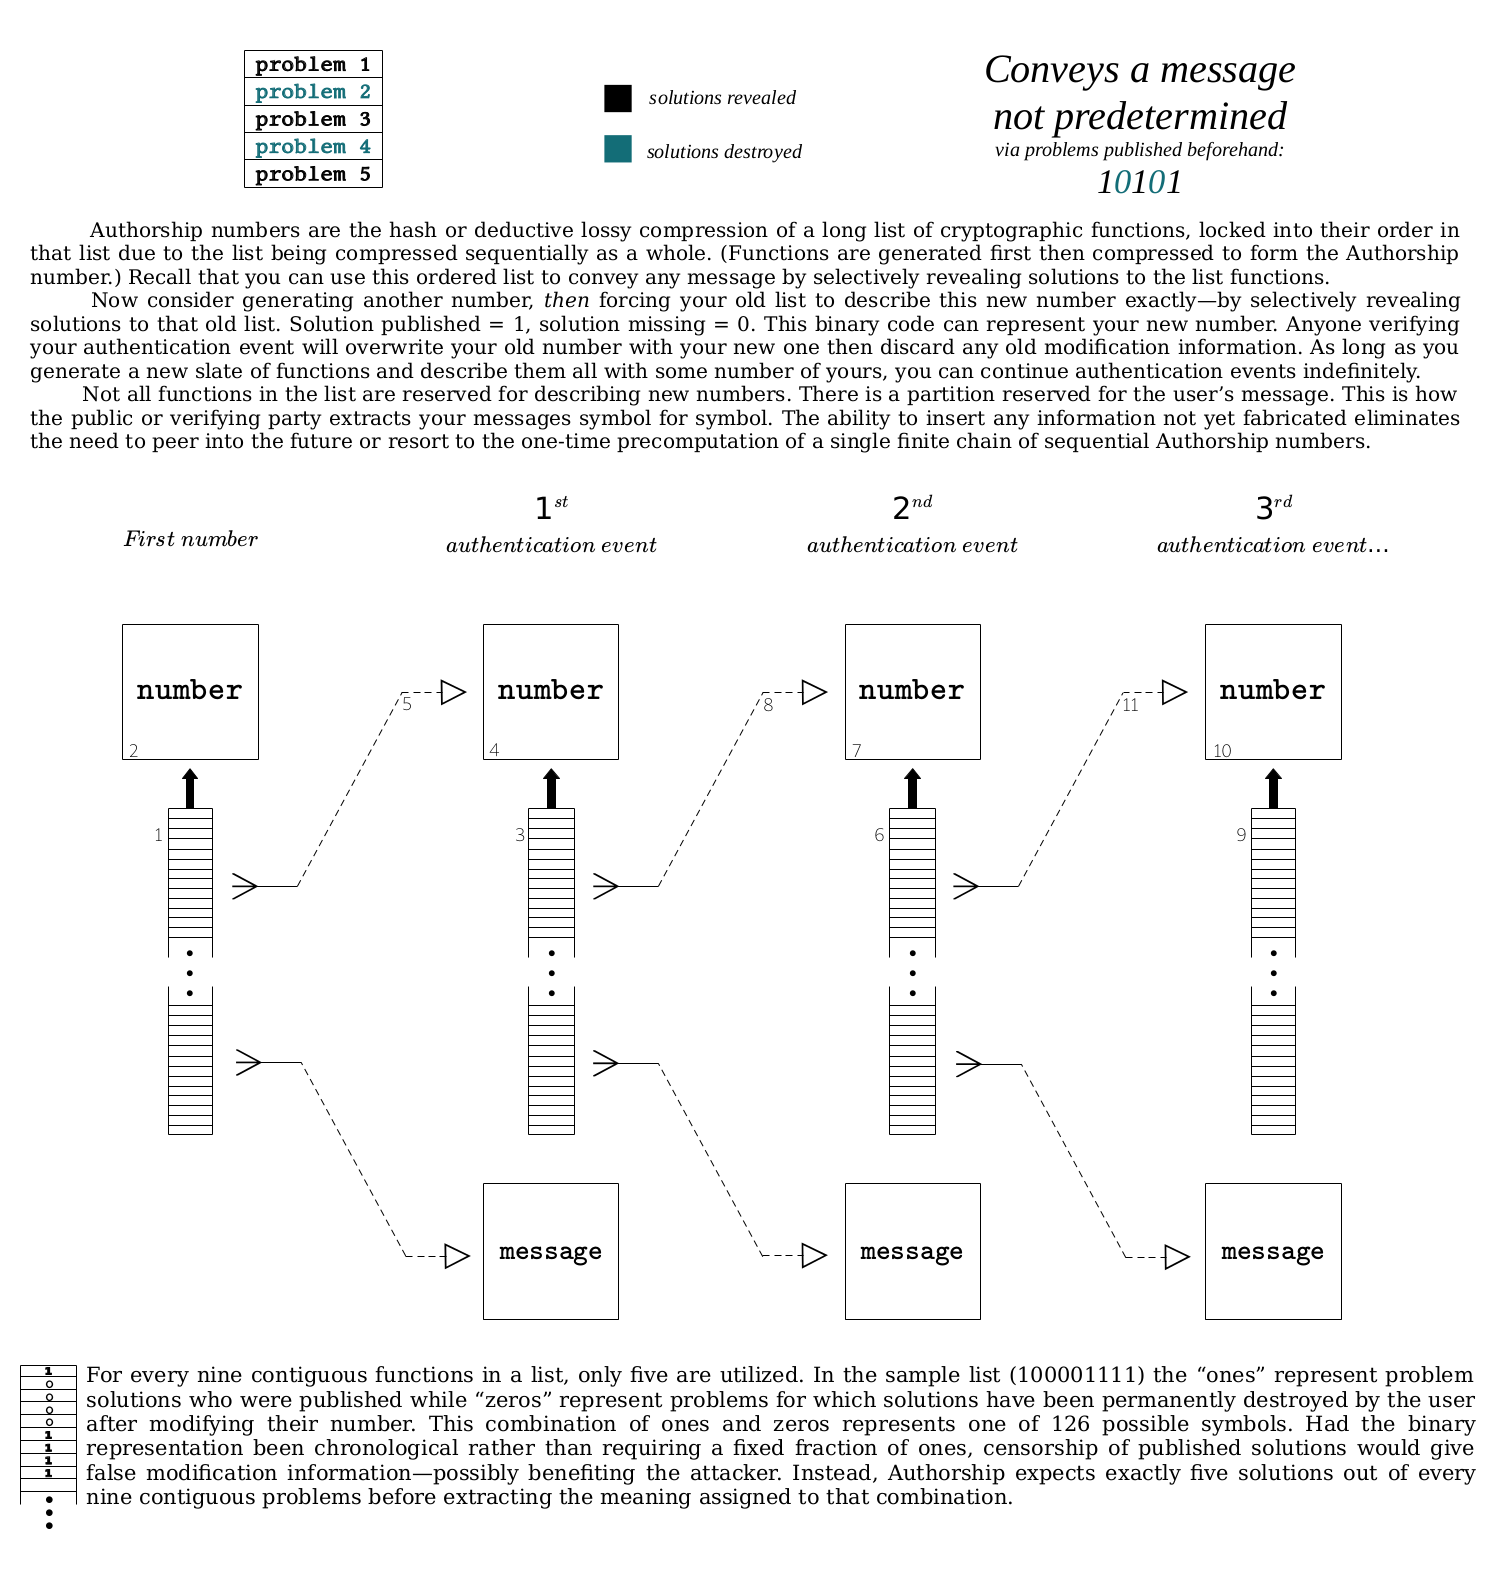 problem 1
problem 2
problem 3
problem 4
problem 5
solutions revealed
solutions destroyed
Conveys a message
not predetermined
via problems published beforehand:
10101
Authorship numbers are the hash or deductive lossy compression of a long list of cryptographic functions, locked into their order in
that list due to the list being compressed sequentially as a whole. (Functions are generated first then compressed to form the Authorship
number.) Recall that you can use this ordered list to convey any message by selectively revealing solutions to the list functions.
Now consider generating another number, then forcing your old list to describe this new number exactly—by selectively revealing
solutions to that old list. Solution published = 1, solution missing = 0. This binary code can represent your new number. Anyone verifying
your authentication event will overwrite your old number with your new one then discard any old modification information. As long as you
generate a new slate of functions and describe them all with some number of yours, you can continue authentication events indefinitely.
Not all functions in the list are reserved for describing new numbers. There is a partition reserved for the user’s message. This is how
the public or verifying party extracts your messages symbol for symbol. The ability to insert any information not yet fabricated eliminates
the need to peer into the future or resort to the one-time precomputation of a single finite chain of sequential Authorship numbers.
First number
1st
authentication event
2nd
authentication event
3rd
authentication event...
number
2
5
number
4
8
number
7
11
number
10
1
3
6
9
message
message
message
1
0
0
0
0
1
1
1
1
For every nine contiguous functions in a list, only five are utilized. In the sample list (100001111) the “ones” represent problem
solutions who were published while “zeros” represent problems for which solutions have been permanently destroyed by the user
after modifying their number. This combination of ones and zeros represents one of 126 possible symbols. Had the binary
representation been chronological rather than requiring a fixed fraction of ones, censorship of published solutions would give
false modification information—possibly benefiting the attacker. Instead, Authorship expects exactly five solutions out of every
nine contiguous problems before extracting the meaning assigned to that combination.